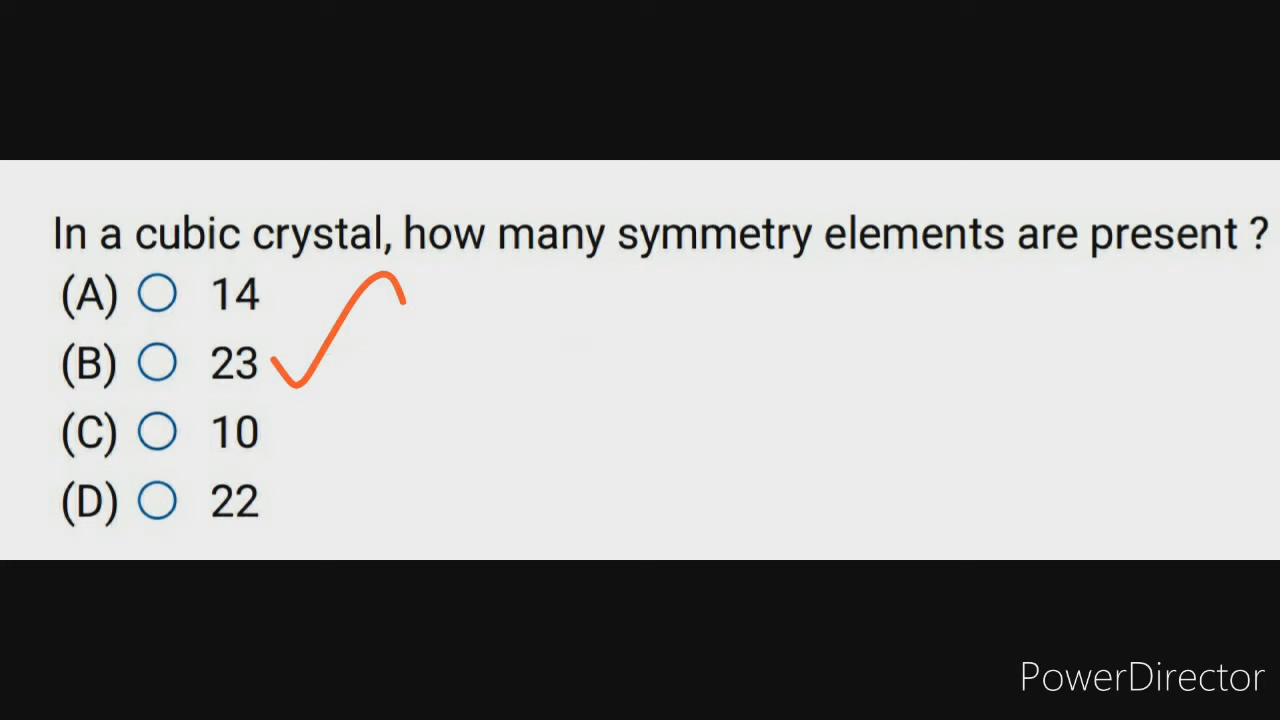 In a cubic crystal, how many symmetry elements are present ?
(A) 14
(B) 23
(C) 10
(D) 22
PowerDirector